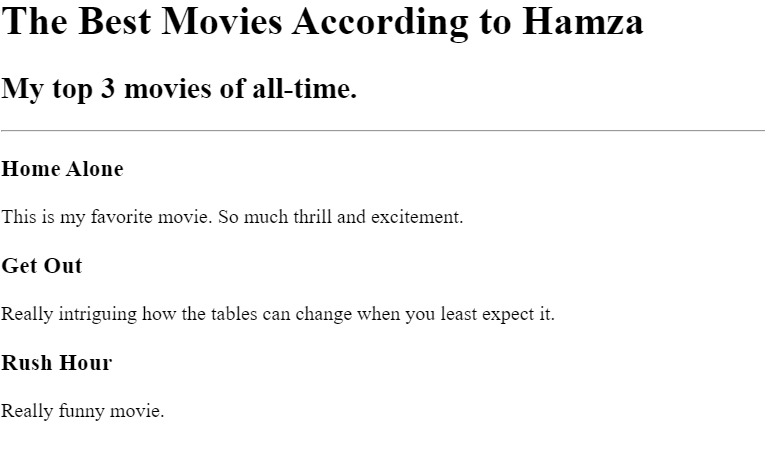 The Best Movies According to Hamza
My top 3 movies of all-time.
Home Alone
This is my favorite movie. So much thrill and excitement.
Get Out
Really intriguing how the tables can change when you least expect it.
Rush Hour
Really funny movie.